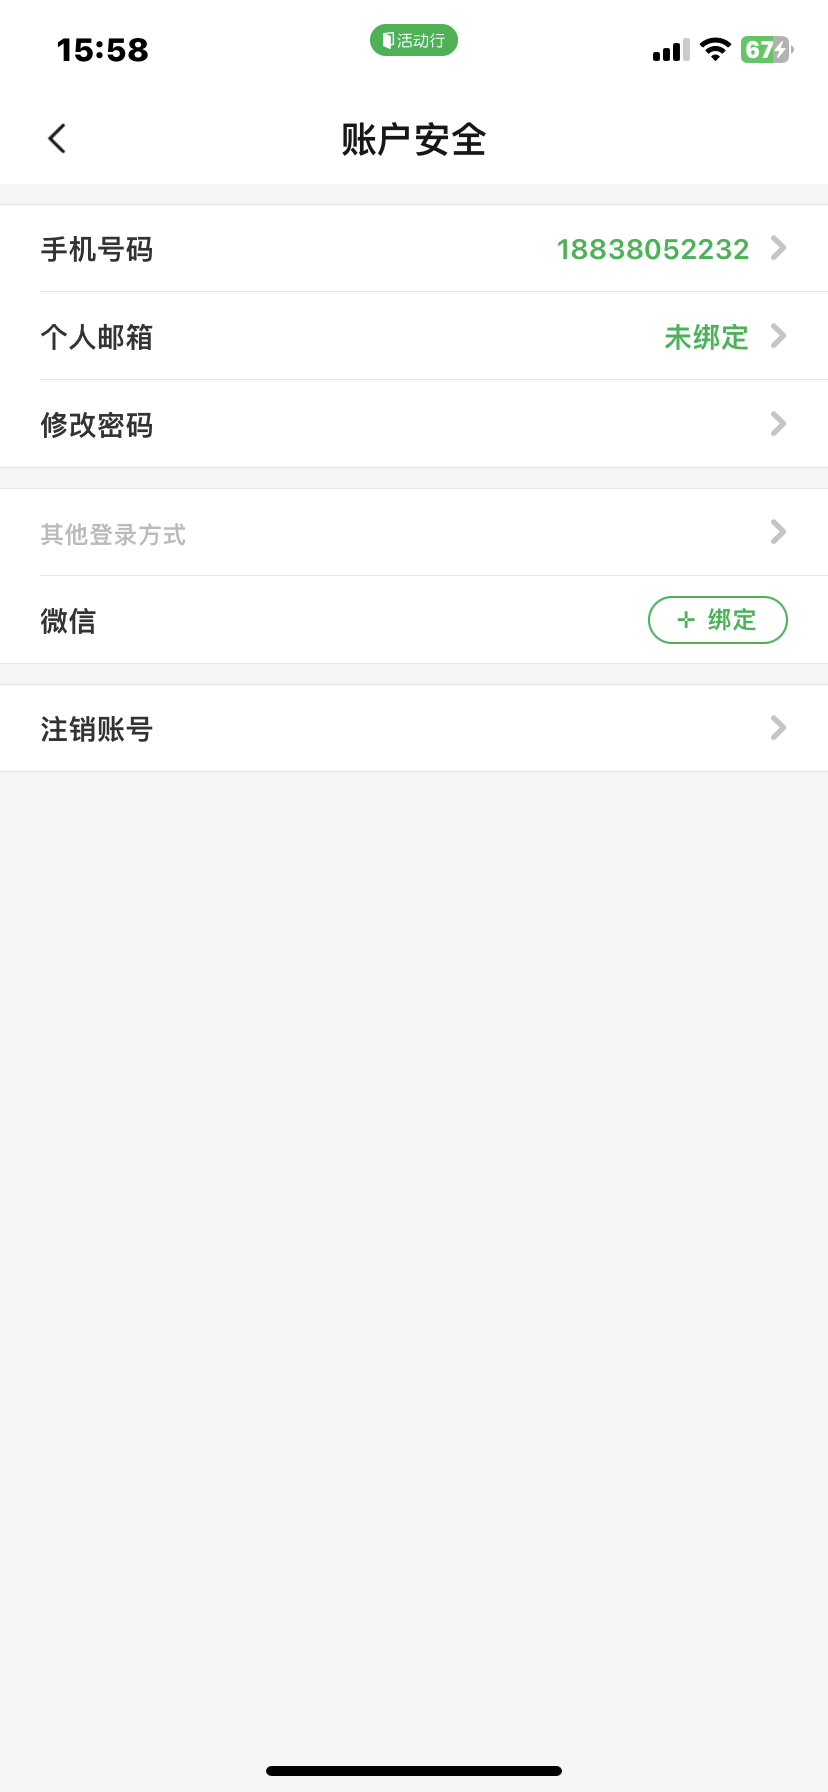 15:58
活动行
67
账户安全
手机号码 18838052232
个人邮箱 未绑定
修改密码
其他登录方式
微信 绑定
注销账号